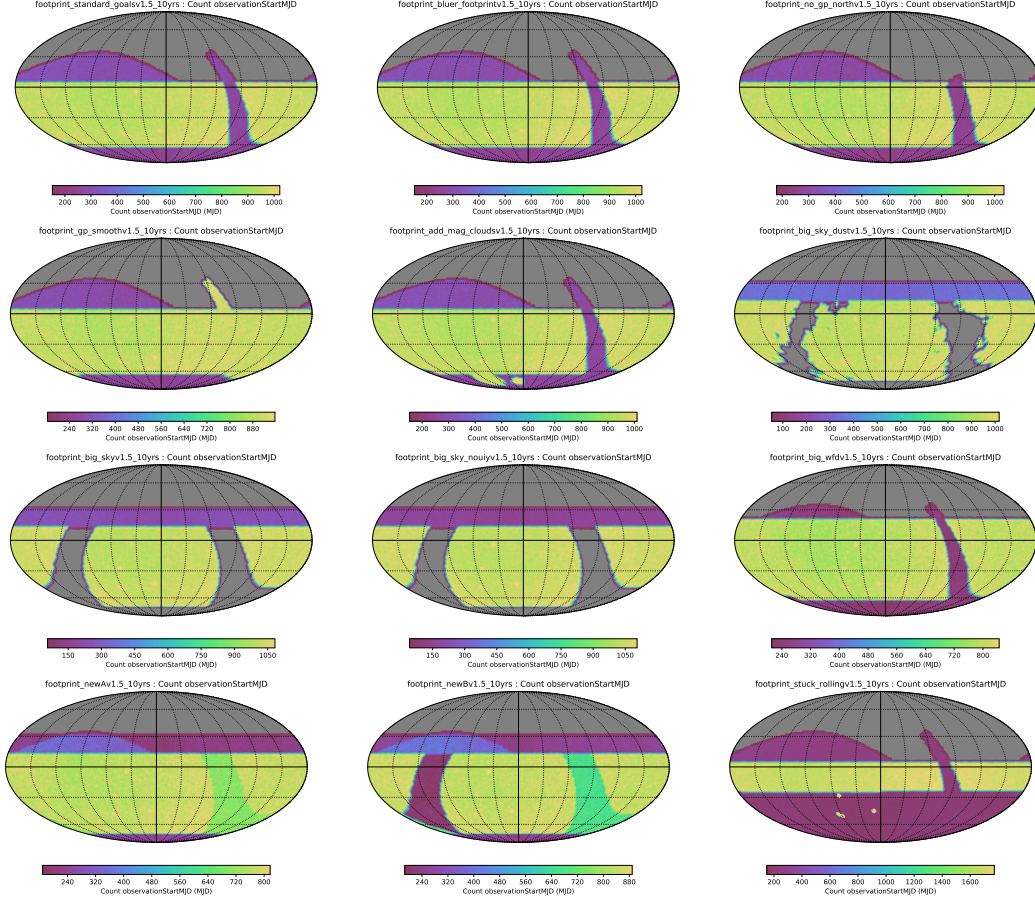 footprint_standard_goalsv1.5_10yrs : Count observationStartMJD
200 300 400 500 600 700 800 900 1000
Count observationStartMJD (MJD)
footprint_bluer_footprintv1.5_10yrs : Count observationStartMJD
200 300 400 500 600 700 800 900 1000
Count observationStartMJD (MJD)
footprint_no_gp_northv1.5_10yrs : Count observationStartMJD
200 300 400 500 600 700 800 900 1000
Count observationStartMJD (MJD)
footprint_gp_smoothv1.5_10yrs : Count observationStartMJD
240 320 400 480 560 640 720 800 880
Count observationStartMJD (MJD)
footprint_add_mag_cloudsv1.5_10yrs : Count observationStartMJD
200 300 400 500 600 700 800 900 1000
Count observationStartMJD (MJD)
footprint_big_sky_dustv1.5_10yrs : Count observationStartMJD
100 200 300 400 500 600 700 800 900 1000
Count observationStartMJD (MJD)
footprint_big_skyv1.5_10yrs : Count observationStartMJD
150 300 450 600 750 900 1050
Count observationStartMJD (MJD)
footprint_big_sky_nouiyv1.5_10yrs : Count observationStartMJD
150 300 450 600 750 900 1050
Count observationStartMJD (MJD)
footprint_big_wfdv1.5_10yrs : Count observationStartMJD
240 320 400 480 560 640 720 800
Count observationStartMJD (MJD)
footprint_newAv1.5_10yrs : Count observationStartMJD
240 320 400 480 560 640 720 800
Count observationStartMJD (MJD)
footprint_newBv1.5_10yrs : Count observationStartMJD
240 320 400 480 560 640 720 800 880
Count observationStartMJD (MJD)
footprint_stuck_rollingv1.5_10yrs : Count observationStartMJD
200 400 600 800 1000 1200 1400 1600
Count observationStartMJD (MJD)